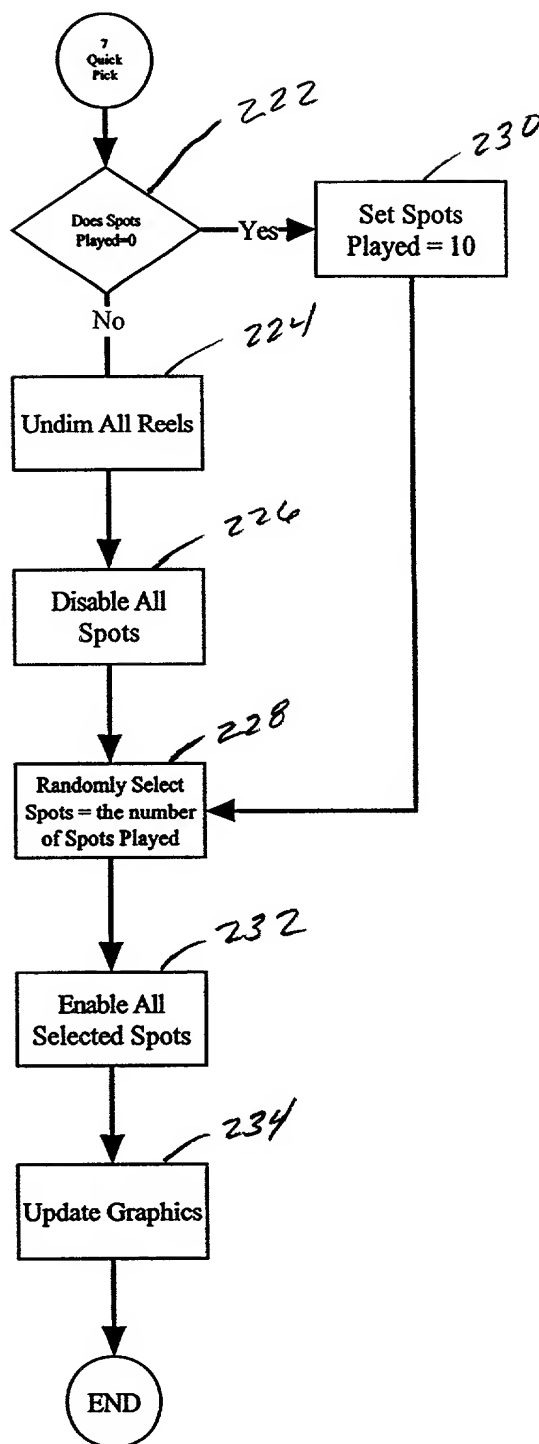 7
Quick
Pick
222
230
Does Spots
Played=0
Yes
Set Spots
Played = 10
No
224
Undim All Reels
226
Disable All
Spots
228
Randomly Select
Spots = the number
of Spots Played
232
Enable All
Selected Spots
234
Update Graphics
END